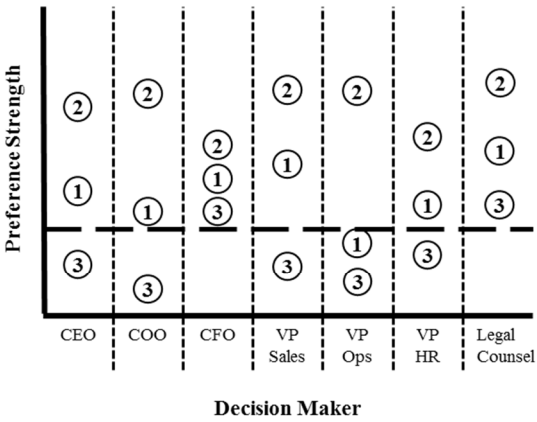 Preference Strength
2 2 2 2 2 2 2
1 1 1 1 1 1 1
3 3 3 3 3 3 3
CEO COO CFO VP Sales VP Ops VP HR Legal Counsel
Decision Maker